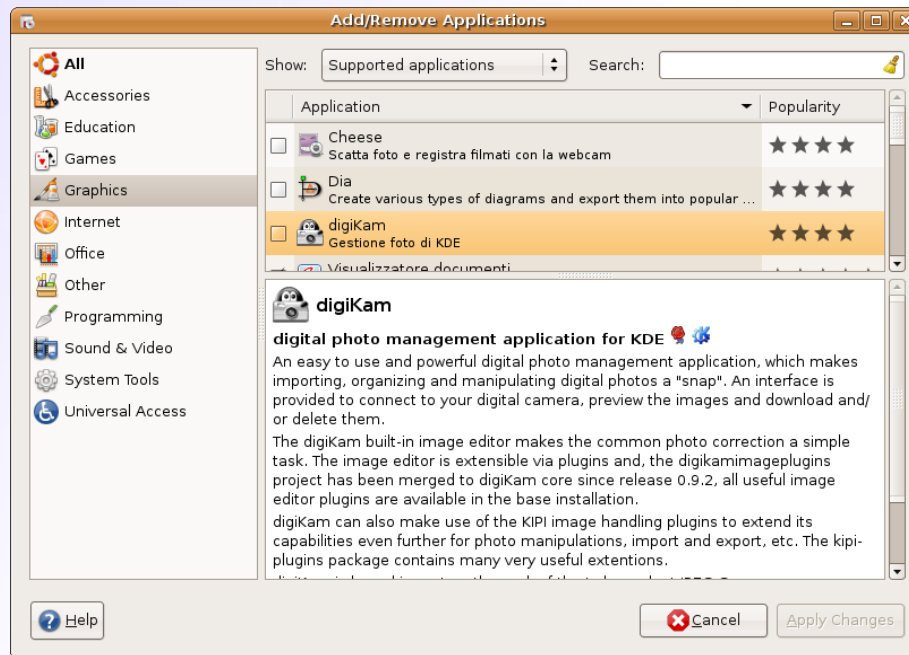 Add/Remove Applications
All
Accessories
Education
Games
Graphics
Internet
Office
Other
Programming
Sound & Video
System Tools
Universal Access
Show: Supported applications Search:
Application Popularity
Cheese
Scatta foto e registra filmati con la webcam
Dia
Create various types of diagrams and export them into popular ...
digiKam
Gestione foto di KDE
Visualizzatore documenti
digiKam
digital photo management application for KDE
An easy to use and powerful digital photo management application, which makes
importing, organizing and manipulating digital photos a "snap". An interface is
provided to connect to your digital camera, preview the images and download and/
or delete them.
The digiKam built-in image editor makes the common photo correction a simple
task. The image editor is extensible via plugins and, the digikamimageplugins
project has been merged to digiKam core since release 0.9.2, all useful image
editor plugins are available in the base installation.
digiKam can also make use of the KIPI image handling plugins to extend its
capabilities even further for photo manipulations, import and export, etc. The kipi-
plugins package contains many very useful extentions.
Help
Cancel
Apply Changes